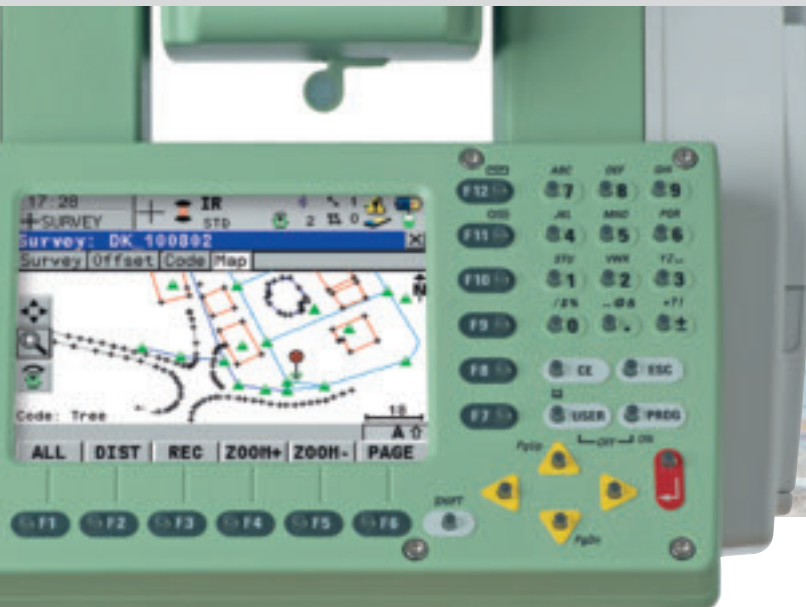 17:28
SURVEY
IR
STD
1
2
0
Survey: DK_100802
Survey Offset Code Map
N
Code: Tree
10
A
ALL DIST REC ZOOM+ ZOOM- PAGE
F1 F2 F3 F4 F5 F6
SHIFT
F12
F11
F10
F9
F8
F7
ABC DEF GHI
7 8 9
JKL MNO PQR
4 5 6
STU VWX YZ
1 2 3
/$% _@& *?!
0 . ±
CE ESC
USER PROG
OFF ON
PgUp
PgDn